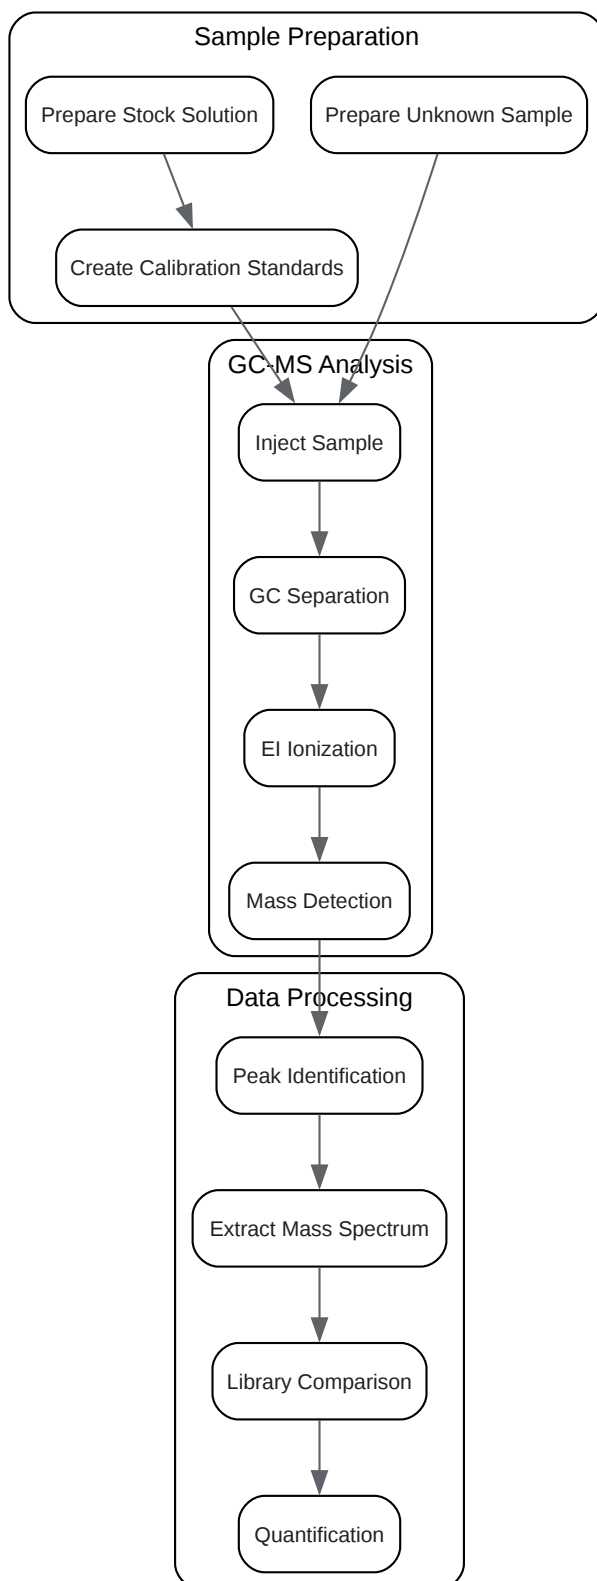 Sample Preparation
Prepare Stock Solution
Prepare Unknown Sample
Create Calibration Standards
GC-MS Analysis
Inject Sample
GC Separation
EI Ionization
Mass Detection
Data Processing
Peak Identification
Extract Mass Spectrum
Library Comparison
Quantification